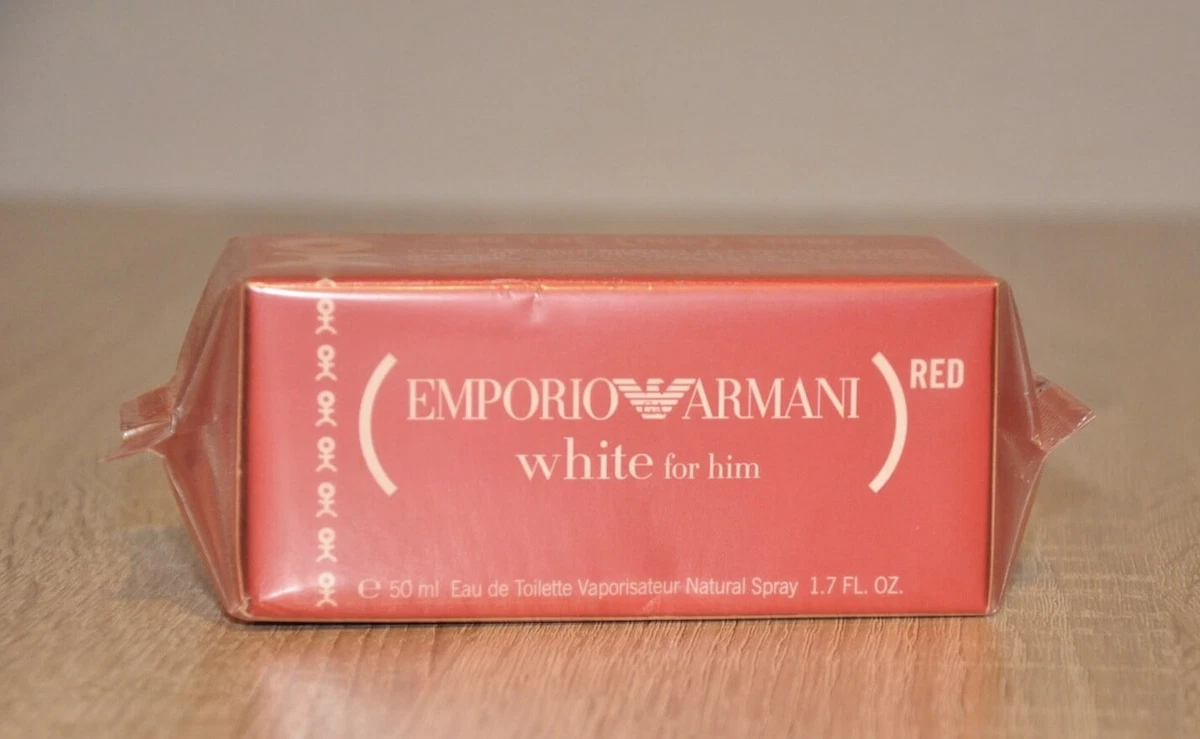 (EMPORIO ARMANI) RED
white for him
e 50 ml Eau de Toilette Vaporisateur Natural Spray 1.7 FL. OZ.